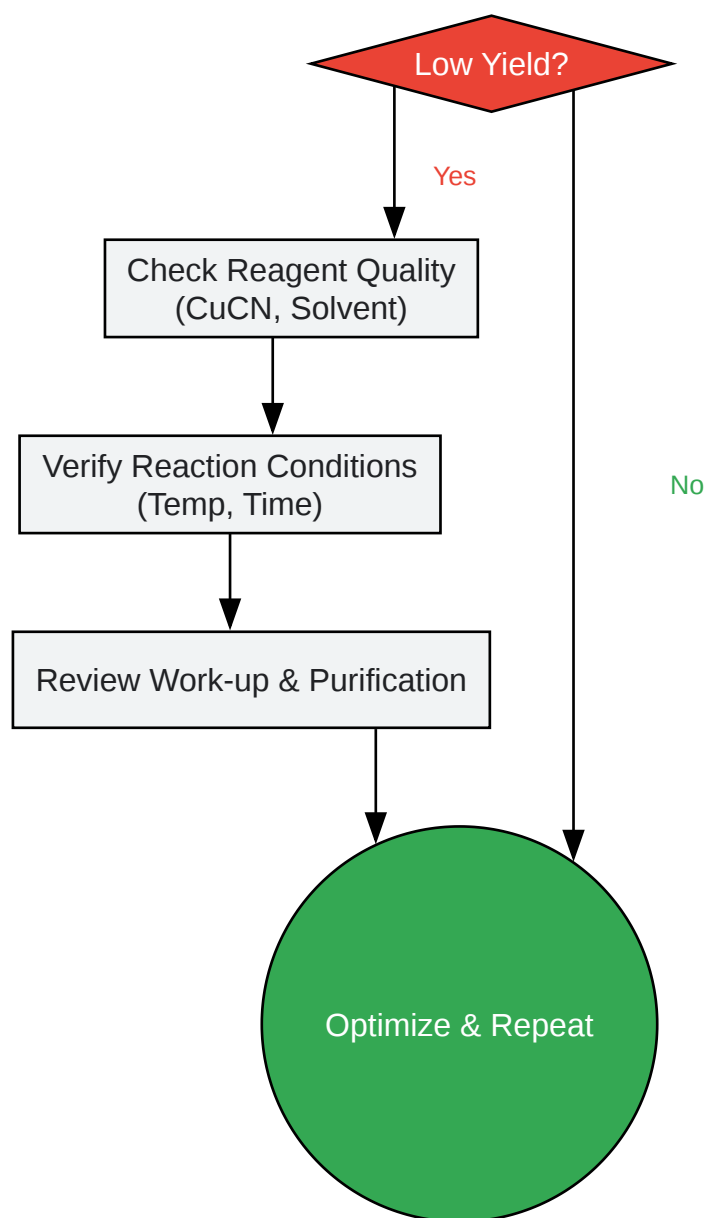 Low Yield?
Yes
Check Reagent Quality
(CuCN, Solvent)
Verify Reaction Conditions
(Temp, Time)
No
Review Work-up & Purification
Optimize & Repeat